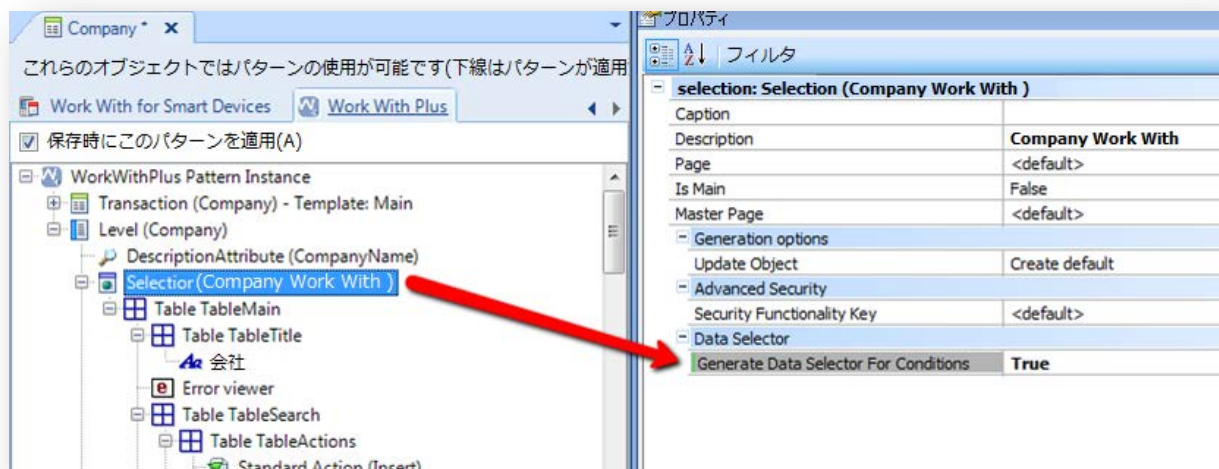 Company *
これらのオブジェクトではパターンの使用が可能です(下線はパターンが適用
Work With for Smart Devices
Work With Plus
保存時にこのパターンを適用(A)
WorkWithPlus Pattern Instance
Transaction (Company) - Template: Main
Level (Company)
DescriptionAttribute (CompanyName)
Selection (Company Work With )
Table TableMain
Table TableTitle
会社
Error viewer
Table TableSearch
Table TableActions
Standard Action (Insert)
プロパティ
フィルタ
selection: Selection (Company Work With )
Caption
Description Company Work With
Page <default>
Is Main False
Master Page <default>
Generation options
Update Object Create default
Advanced Security
Security Functionality Key <default>
Data Selector
Generate Data Selector For Conditions True